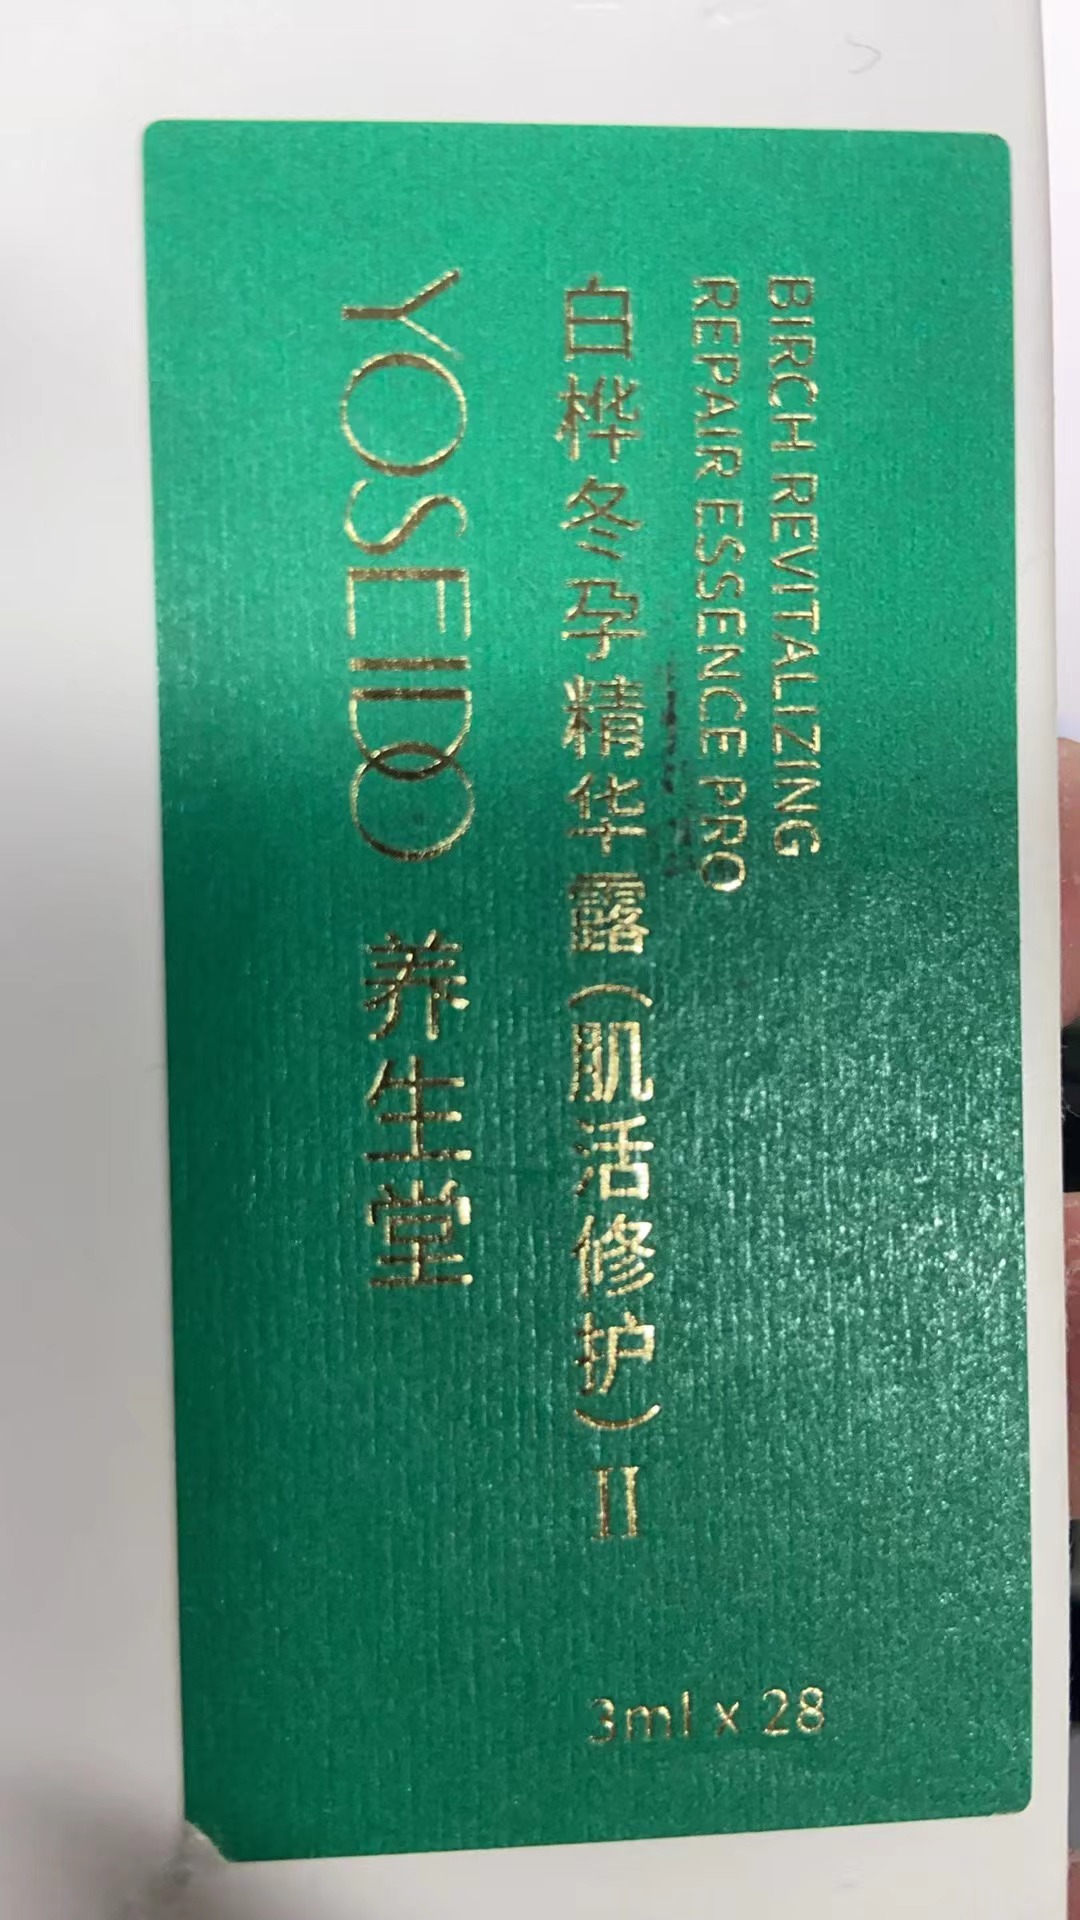 BIRCH REVITALIZING
REPAIR ESSENCE PRO
白桦冬孕精华露(肌活修护)II
YOSEIDO 养生堂
3ml x 28